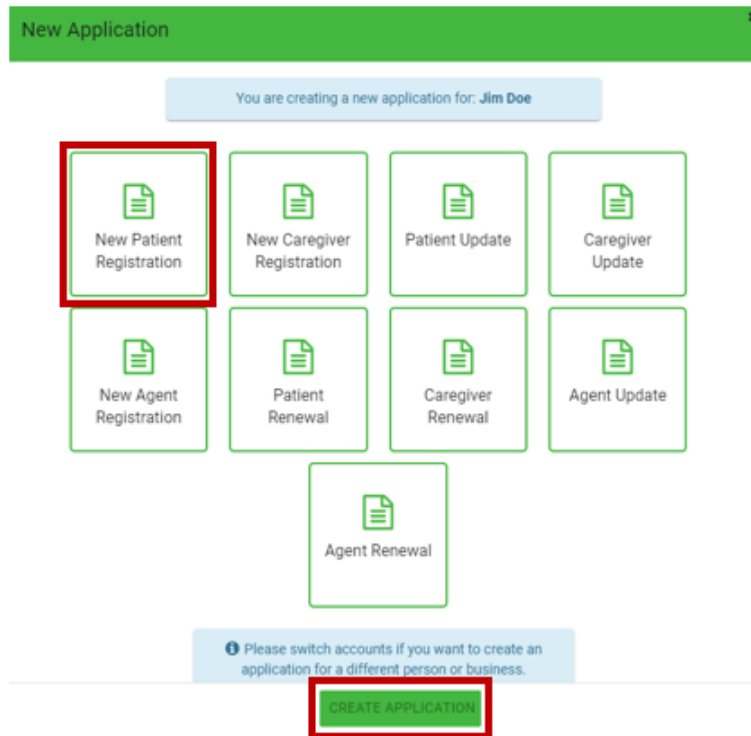 New Application
You are creating a new application for: Jim Doe
New Patient
Registration
New Caregiver
Registration
Patient Update
Caregiver
Update
New Agent
Registration
Patient
Renewal
Caregiver
Renewal
Agent Update
Agent Renewal
Please switch accounts if you want to create an
application for a different person or business.
CREATE APPLICATION